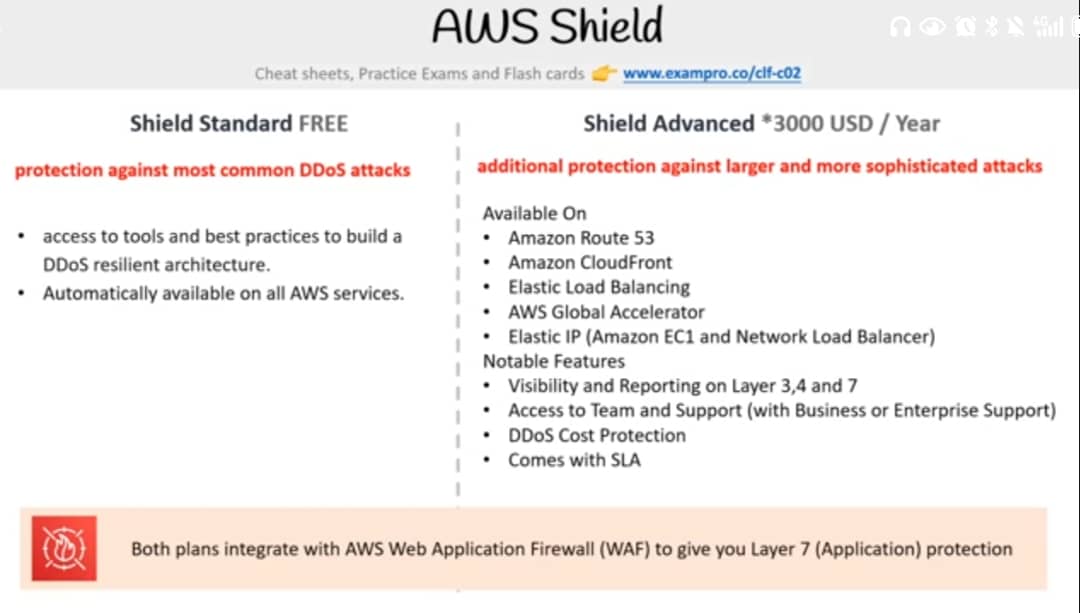 AWS Shield
Cheat sheets, Practice Exams and Flash cards 👉 www.exampro.co/clf-c02
Shield Standard FREE
protection against most common DDoS attacks
• access to tools and best practices to build a
DDoS resilient architecture.
• Automatically available on all AWS services.
Shield Advanced *3000 USD / Year
additional protection against larger and more sophisticated attacks
Available On
• Amazon Route 53
• Amazon CloudFront
• Elastic Load Balancing
• AWS Global Accelerator
• Elastic IP (Amazon EC1 and Network Load Balancer)
Notable Features
• Visibility and Reporting on Layer 3,4 and 7
• Access to Team and Support (with Business or Enterprise Support)
• DDoS Cost Protection
• Comes with SLA
Both plans integrate with AWS Web Application Firewall (WAF) to give you Layer 7 (Application) protection